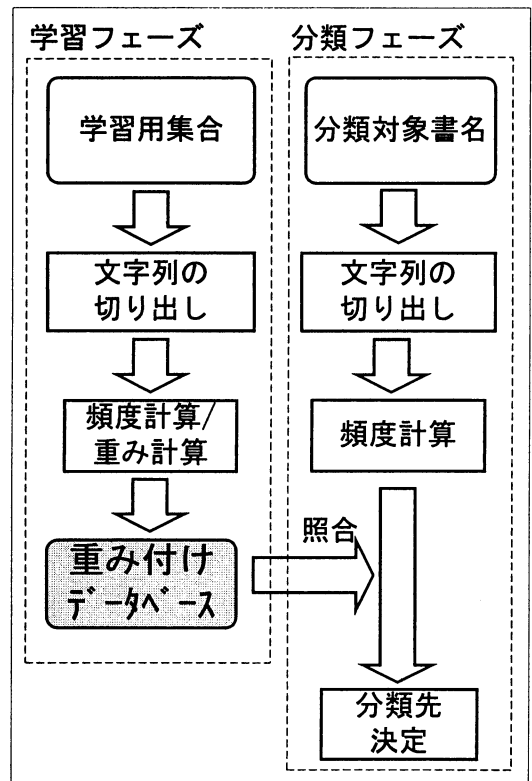 学習フェーズ
学習用集合
文字列の
切り出し
頻度計算/
重み計算
重み付け
ﾃﾞｰﾀﾍﾞｰｽ
照合
分類フェーズ
分類対象書名
文字列の
切り出し
頻度計算
分類先
決定